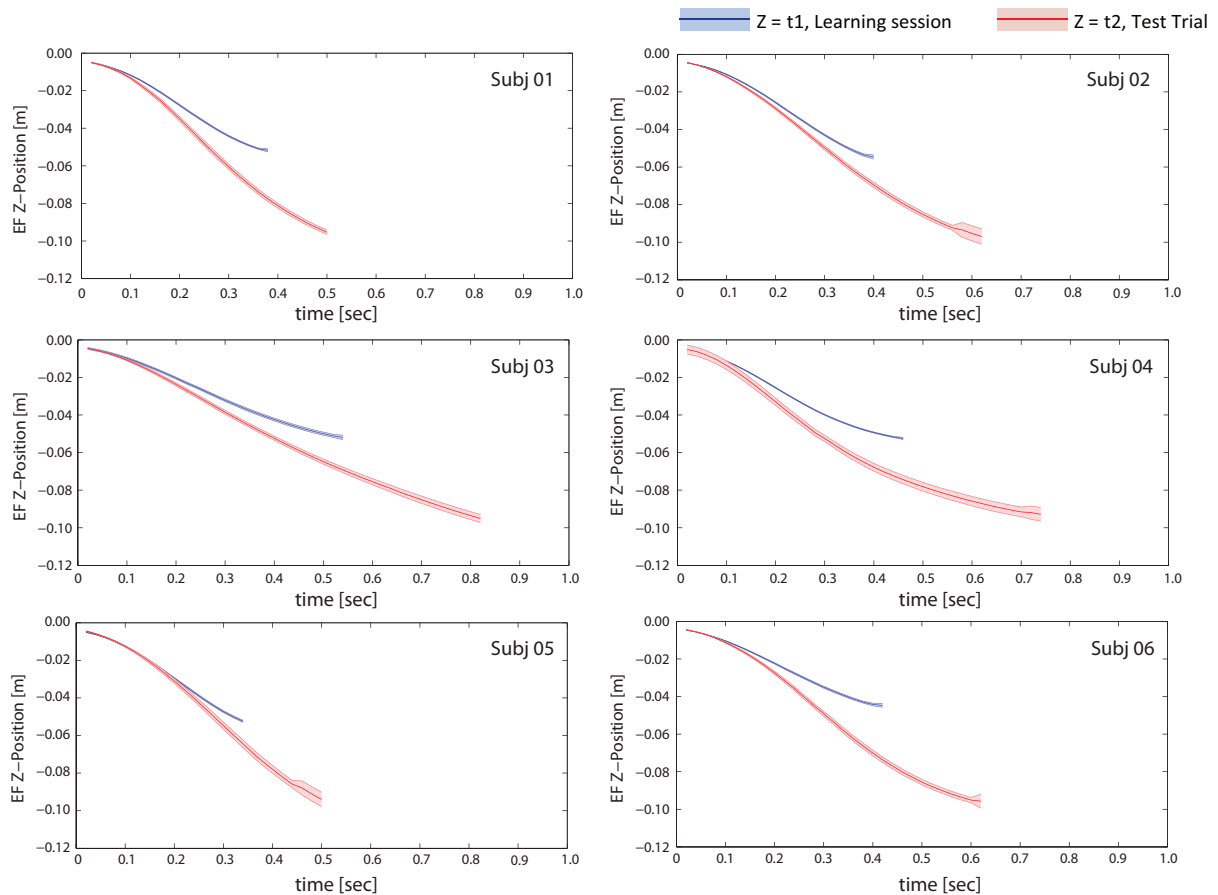 Z = t1, Learning session
Z = t2, Test Trial
0.00
−0.02
−0.04
−0.06
−0.08
−0.10
−0.12
EF Z−Position [m]
Subj 01
0 0.1 0.2 0.3 0.4 0.5 0.6 0.7 0.8 0.9 1.0
time [sec]
0.00
−0.02
−0.04
−0.06
−0.08
−0.10
−0.12
EF Z−Position [m]
Subj 02
0 0.1 0.2 0.3 0.4 0.5 0.6 0.7 0.8 0.9 1.0
time [sec]
0.00
−0.02
−0.04
−0.06
−0.08
−0.10
−0.12
EF Z−Position [m]
Subj 03
0 0.1 0.2 0.3 0.4 0.5 0.6 0.7 0.8 0.9 1.0
time [sec]
0.00
−0.02
−0.04
−0.06
−0.08
−0.10
−0.12
EF Z−Position [m]
Subj 04
0 0.1 0.2 0.3 0.4 0.5 0.6 0.7 0.8 0.9 1.0
time [sec]
0.00
−0.02
−0.04
−0.06
−0.08
−0.10
−0.12
EF Z−Position [m]
Subj 05
0 0.1 0.2 0.3 0.4 0.5 0.6 0.7 0.8 0.9 1.0
time [sec]
0.00
−0.02
−0.04
−0.06
−0.08
−0.10
−0.12
EF Z−Position [m]
Subj 06
0 0.1 0.2 0.3 0.4 0.5 0.6 0.7 0.8 0.9 1.0
time [sec]